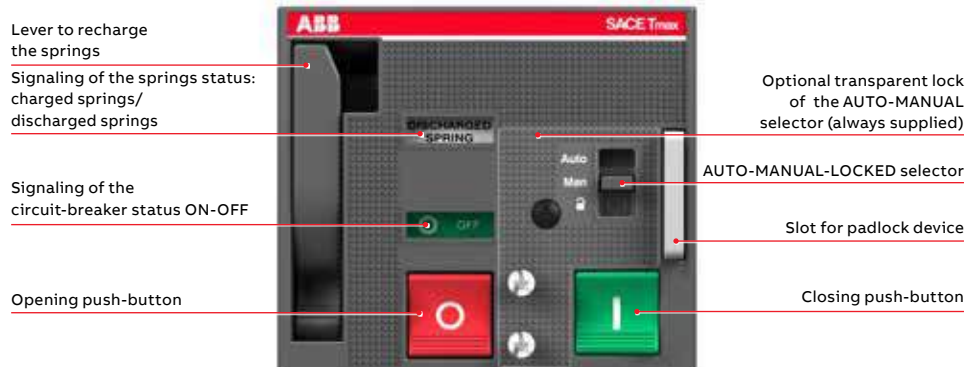 ABB
SACE Tmax
Lever to recharge
the springs
Signaling of the springs status:
charged springs/
discharged springs
Signaling of the
circuit-breaker status ON-OFF
Opening push-button
DISCHARGED
SPRING
OFF
Auto
Man
Optional transparent lock
of the AUTO-MANUAL
selector (always supplied)
AUTO-MANUAL-LOCKED selector
Slot for padlock device
Closing push-button